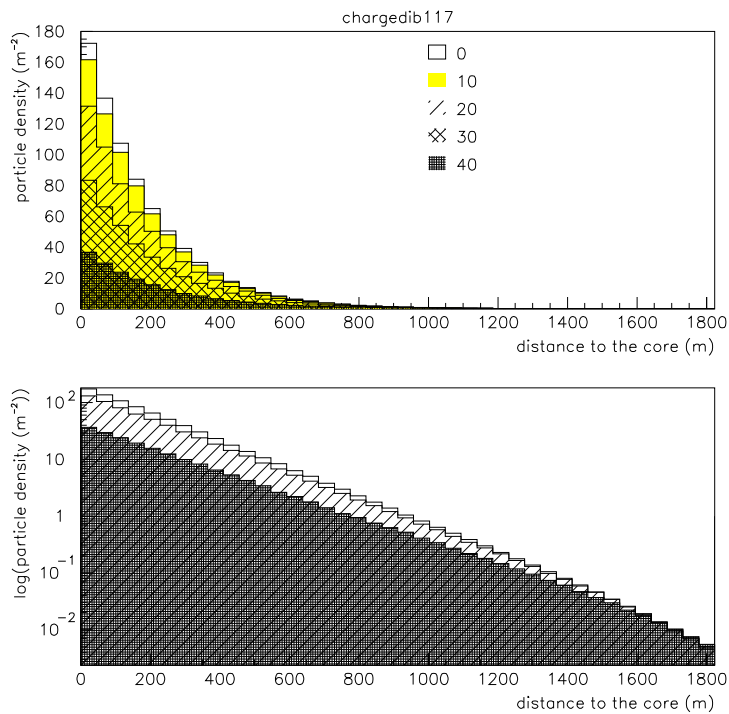 chargedib117
particle density (m⁻²)
180
160
140
120
100
80
60
40
20
0
0
10
20
30
40
0 200 400 600 800 1000 1200 1400 1600 1800
distance to the core (m)
log(particle density (m⁻²))
10²
10
1
10⁻¹
10⁻²
0 200 400 600 800 1000 1200 1400 1600 1800
distance to the core (m)